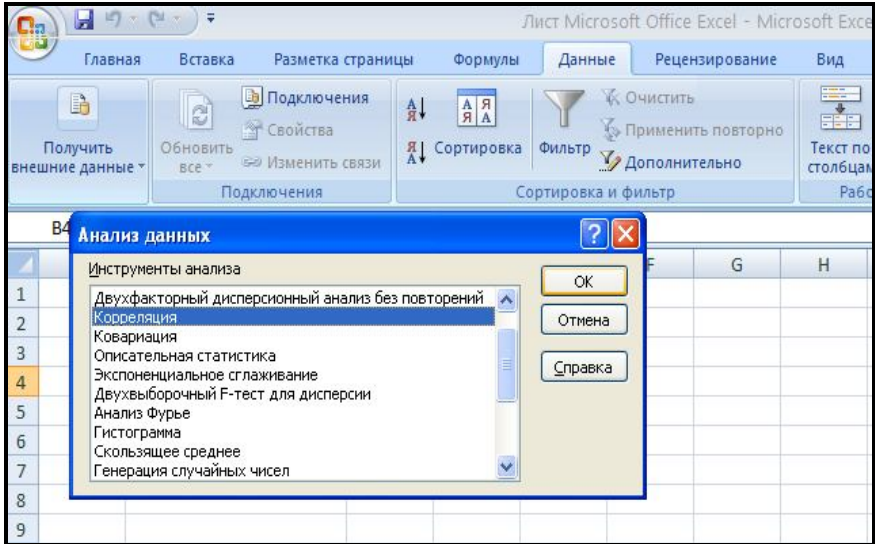 Лист Microsoft Office Excel - Microsoft Exce
Главная Вставка Разметка страницы Формулы Данные Рецензирование Вид
Получить внешние данные
Обновить все
Подключения
Свойства
Изменить связи
Подключения
А Я
Я А
А Я
Я А
Сортировка
Фильтр
Очистить
Применить повторно
Дополнительно
Сортировка и фильтр
Текст по
столбцам
Рабо
B4
Анализ данных
?
Инструменты анализа
Двухфакторный дисперсионный анализ без повторений
Корреляция
Ковариация
Описательная статистика
Экспоненциальное сглаживание
Двухвыборочный F-тест для дисперсии
Анализ Фурье
Гистограмма
Скользящее среднее
Генерация случайных чисел
ОК
Отмена
Справка
F G H
1
2
3
4
5
6
7
8
9